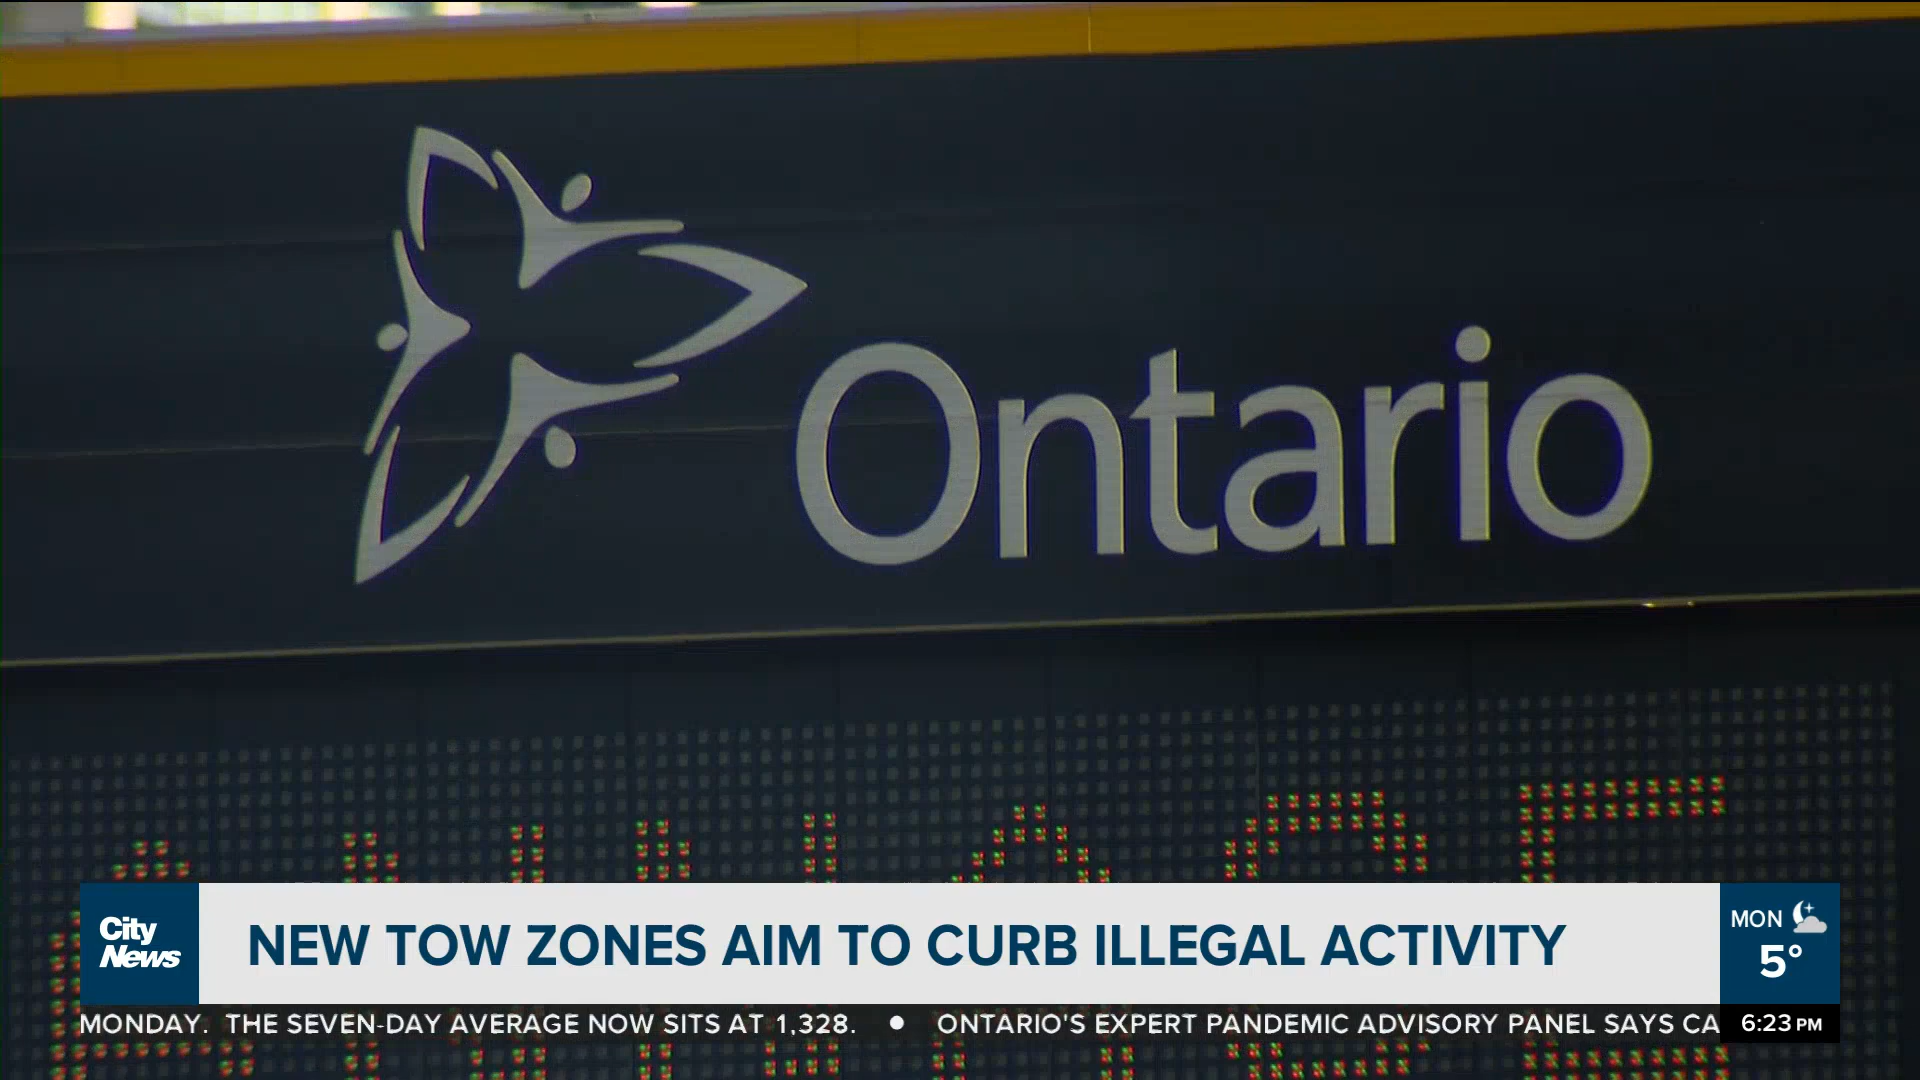 Ontario
City
News
NEW TOW ZONES AIM TO CURB ILLEGAL ACTIVITY
MON
5°
MONDAY. THE SEVEN-DAY AVERAGE NOW SITS AT 1,328. ● ONTARIO'S EXPERT PANDEMIC ADVISORY PANEL SAYS CA
6:23 PM